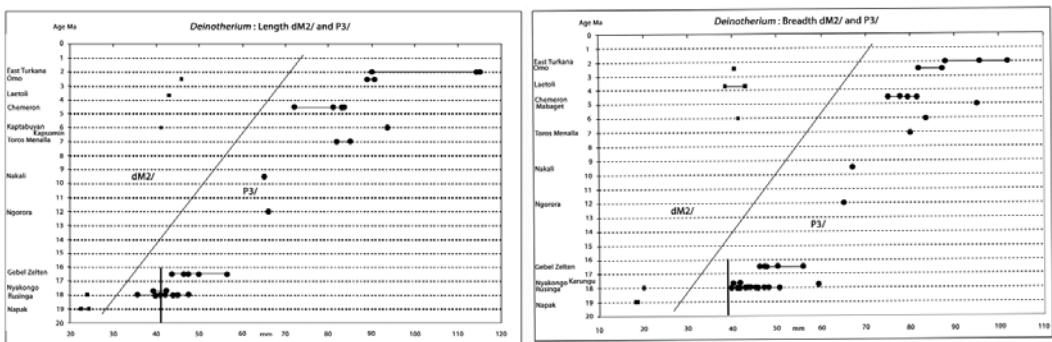 Age Ma
Deinotherium : Length dM2/ and P3/
0
1
East Turkana
2
Omo
3
Laetoli
4
Chemeron
5
Kaptabuyan
6
Kapsomin
Toros Menalla
7
8
dM2/
9
Nakali
P3/
10
11
Ngorora
12
13
14
15
16
Gebel Zelten
17
Nyakongo
Rusinga
18
Napak
19
20
20 30 40 50 60 mm 70 80 90 100 110 120
Age Ma
Deinotherium : Breadth dM2/ and P3/
0
1
East Turkana
2
Omo
3
Laetoli
4
Chemeron
5
Mabaget
6
Toros Menalla
7
8
9
Nakali
10
11
Ngorora
12
dM2/
13
P3/
14
15
16
Gebel Zelten
17
Nyakongo Karungu
Rusinga
18
Napak
19
20
10 20 30 40 50 mm 60 70 80 90 100 110